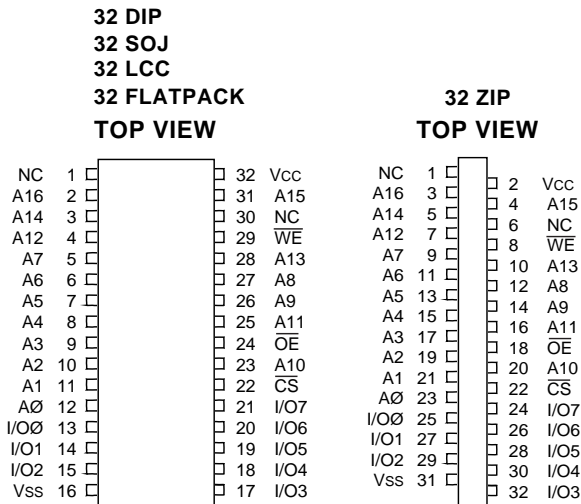 32 DIP
32 SOJ
32 LCC
32 FLATPACK
TOP VIEW
NC 1 32 Vcc
A16 2 31 A15
A14 3 30 NC
A12 4 29 W̅E̅
A7 5 28 A13
A6 6 27 A8
A5 7 26 A9
A4 8 25 A11
A3 9 24 O̅E̅
A2 10 23 A10
A1 11 22 C̅S̅
AØ 12 21 I/O7
I/OØ 13 20 I/O6
I/O1 14 19 I/O5
I/O2 15 18 I/O4
Vss 16 17 I/O3
32 ZIP
TOP VIEW
NC 1
2 Vcc
A16 3
4 A15
A14 5
6 NC
A12 7
8 W̅E̅
A7 9
10 A13
A6 11
12 A8
A5 13
14 A9
A4 15
16 A11
A3 17
18 O̅E̅
A2 19
20 A10
A1 21
22 C̅S̅
AØ 23
24 I/O7
I/OØ 25
26 I/O6
I/O1 27
28 I/O5
I/O2 29
30 I/O4
Vss 31
32 I/O3